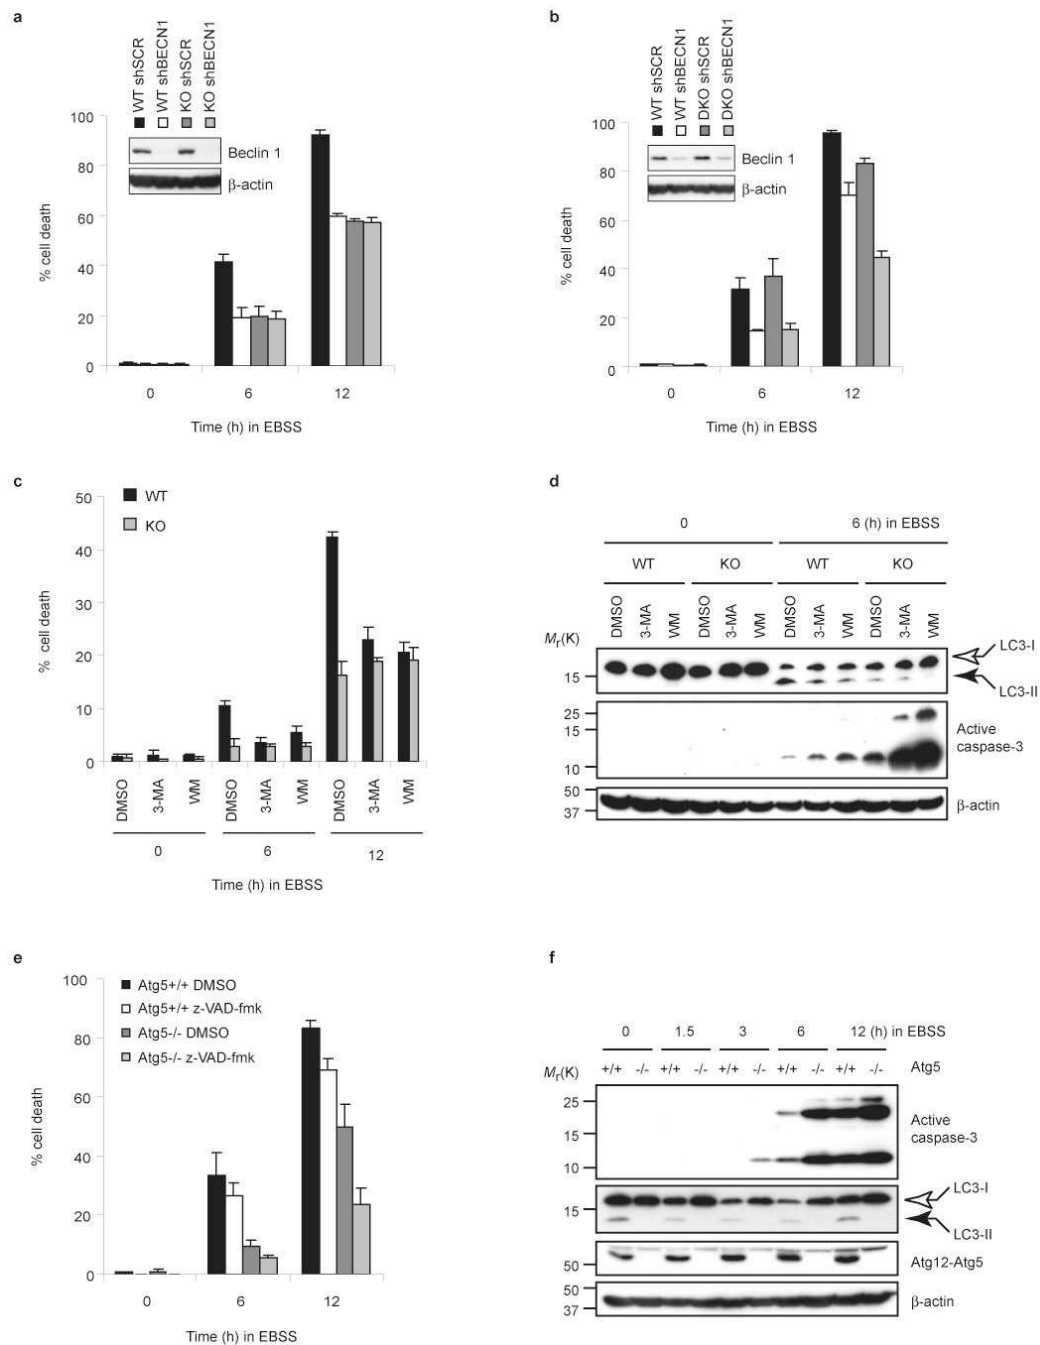 a
WT shSCR
WT shBECN1
KO shSCR
KO shBECN1
Beclin 1
β-actin
100
80
60
40
20
0
% cell death
0
6
12
Time (h) in EBSS
b
WT shSCR
WT shBECN1
DKO shSCR
DKO shBECN1
Beclin 1
β-actin
100
80
60
40
20
0
% cell death
0
6
12
Time (h) in EBSS
c
WT
KO
50
40
30
20
10
0
% cell death
DMSO
3-MA
WM
DMSO
3-MA
WM
DMSO
3-MA
WM
0
6
12
Time (h) in EBSS
d
0
6 (h) in EBSS
WT
KO
WT
KO
DMSO
3-MA
WM
DMSO
3-MA
WM
DMSO
3-MA
WM
DMSO
3-MA
WM
Mr(K)
LC3-I
15
LC3-II
25
15
10
Active
caspase-3
50
37
β-actin
e
Atg5+/+ DMSO
Atg5+/+ z-VAD-fmk
Atg5-/- DMSO
Atg5-/- z-VAD-fmk
100
80
60
40
20
0
% cell death
0
6
12
Time (h) in EBSS
f
0 1.5 3 6 12 (h) in EBSS
Mr(K)
+/+ -/- +/+ -/- +/+ -/- +/+ -/- +/+ -/- Atg5
25
15
10
Active
caspase-3
LC3-I
15
LC3-II
50
Atg12-Atg5
50
37
β-actin